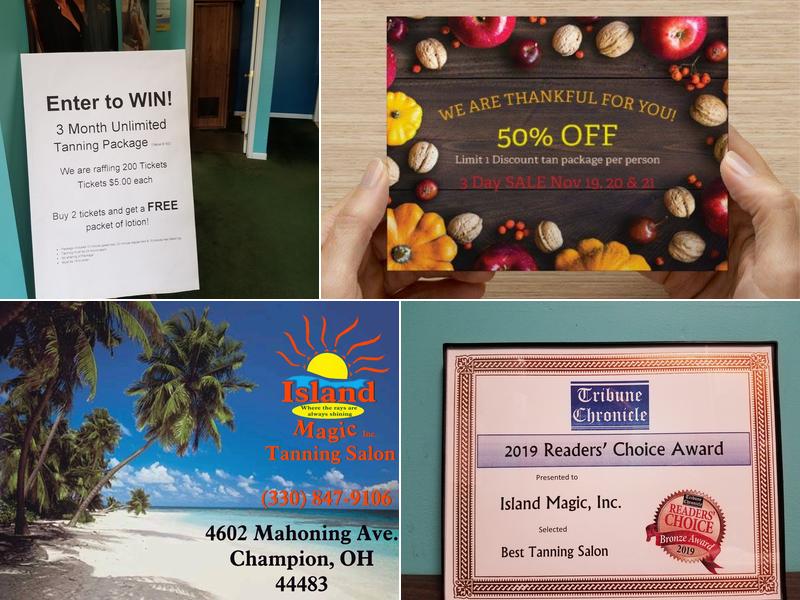 Enter to WIN!
3 Month Unlimited
Tanning Package
We are raffling 200 Tickets
Tickets $5.00 each
Buy 2 tickets and get a FREE
packet of lotion!
WE ARE THANKFUL FOR YOU!
50% OFF
Limit 1 Discount tan package per person
3 Day SALE Nov 19, 20 & 21
Island
Where the rays are
always shining
Magic Inc.
Tanning Salon
(330) 847-9106
4602 Mahoning Ave.
Champion, OH
44483
Tribune
Chronicle
2019 Readers' Choice Award
Presented to
Island Magic, Inc.
Selected
Best Tanning Salon
Tribune
Chronicle
READERS'
CHOICE
Bronze Award
2019